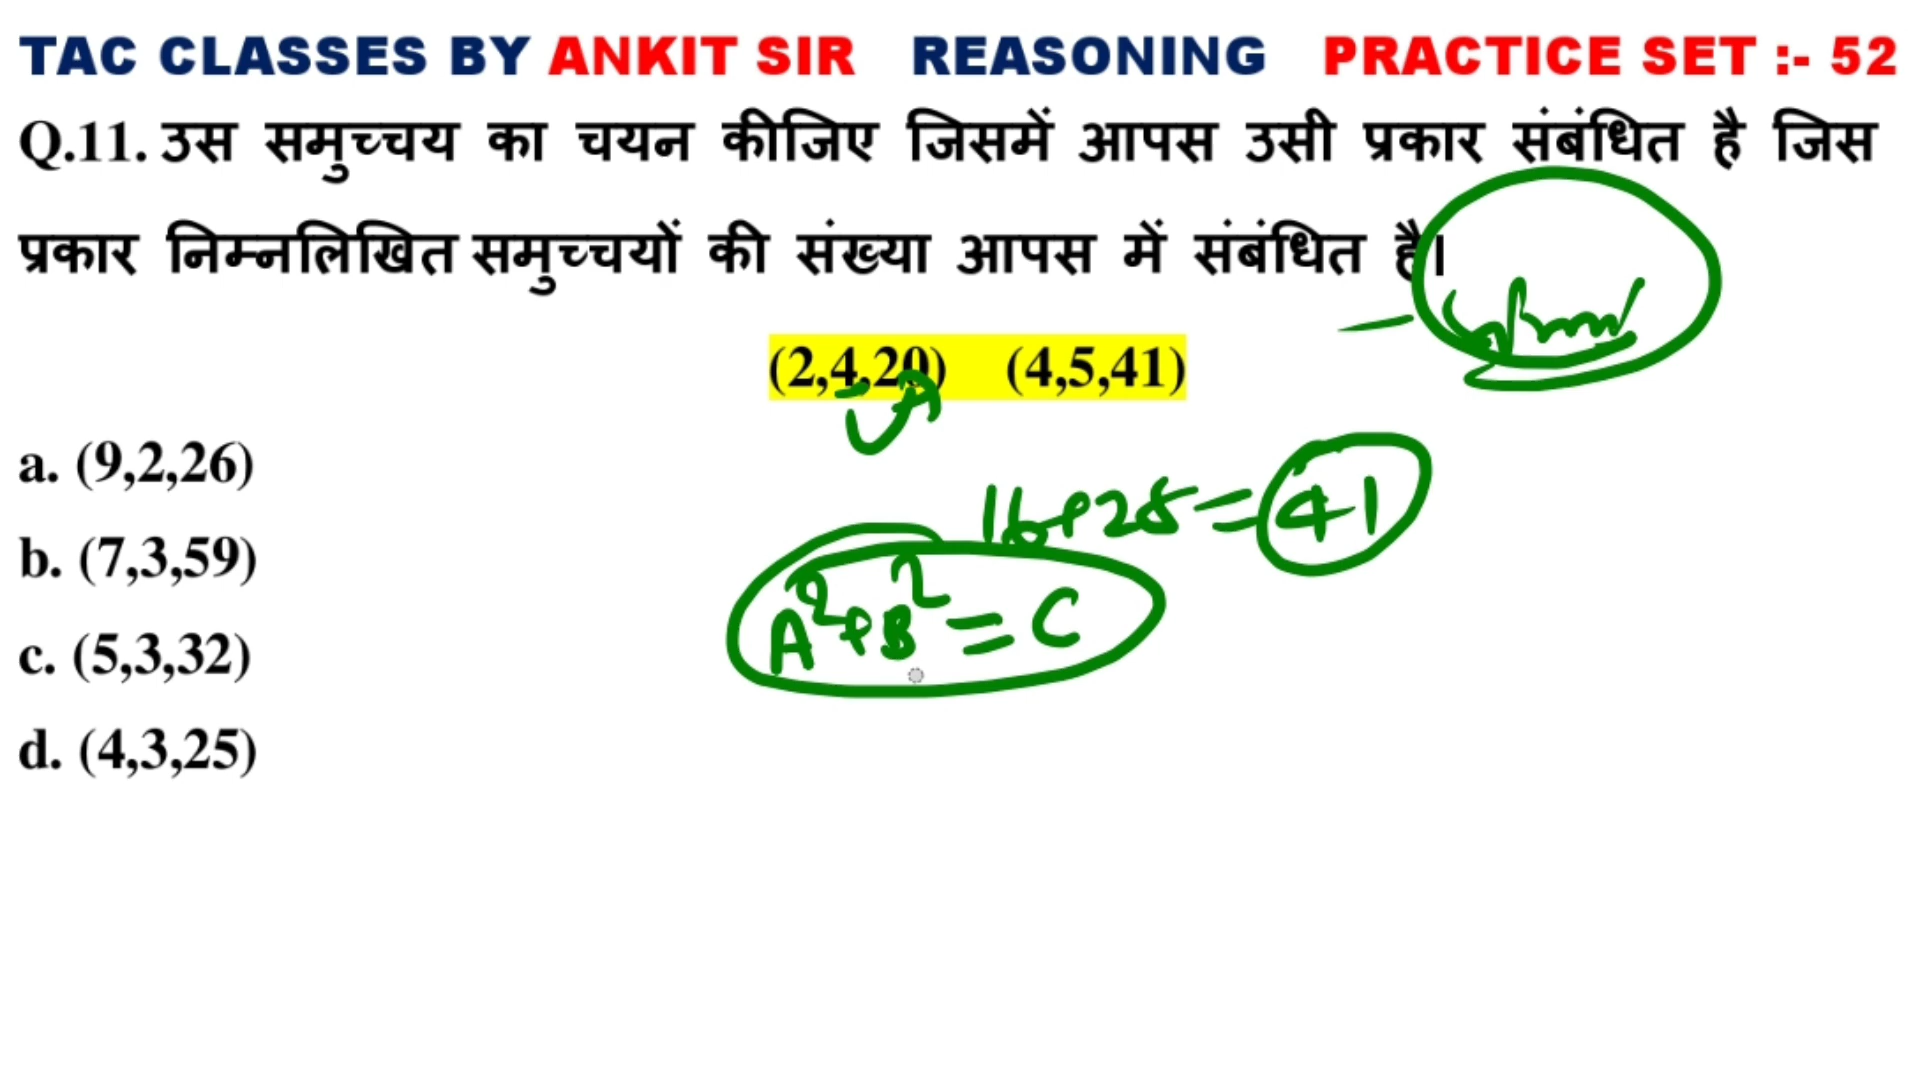 TAC CLASSES BY ANKIT SIR REASONING PRACTICE SET :- 52
Q.11. उस समुच्चय का चयन कीजिए जिसमें आपस उसी प्रकार संबंधित है जिस
प्रकार निम्नलिखित समुच्चयों की संख्या आपस में संबंधित है।
(2,4,20) (4,5,41)
a. (9,2,26)
16+25=41
b. (7,3,59)
A²+B²=C
c. (5,3,32)
d. (4,3,25)